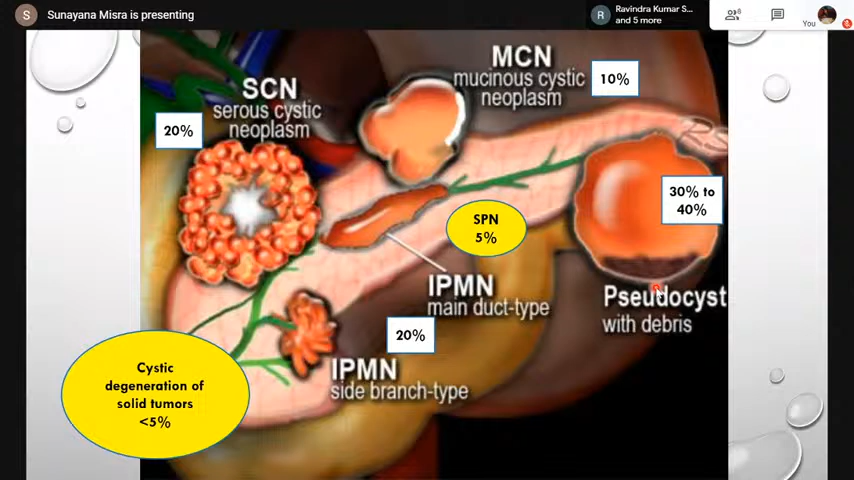 S
Sunayana Misra is presenting
R
Ravindra Kumar S...
and 5 more
6
You
SCN
serous cystic
neoplasm
20%
MCN
mucinous cystic
neoplasm
10%
RS
30% to
40%
SPN
5%
IPMN
main duct-type
Pseudocyst
with debris
20%
IPMN
side branch-type
Cystic
degeneration of
solid tumors
<5%